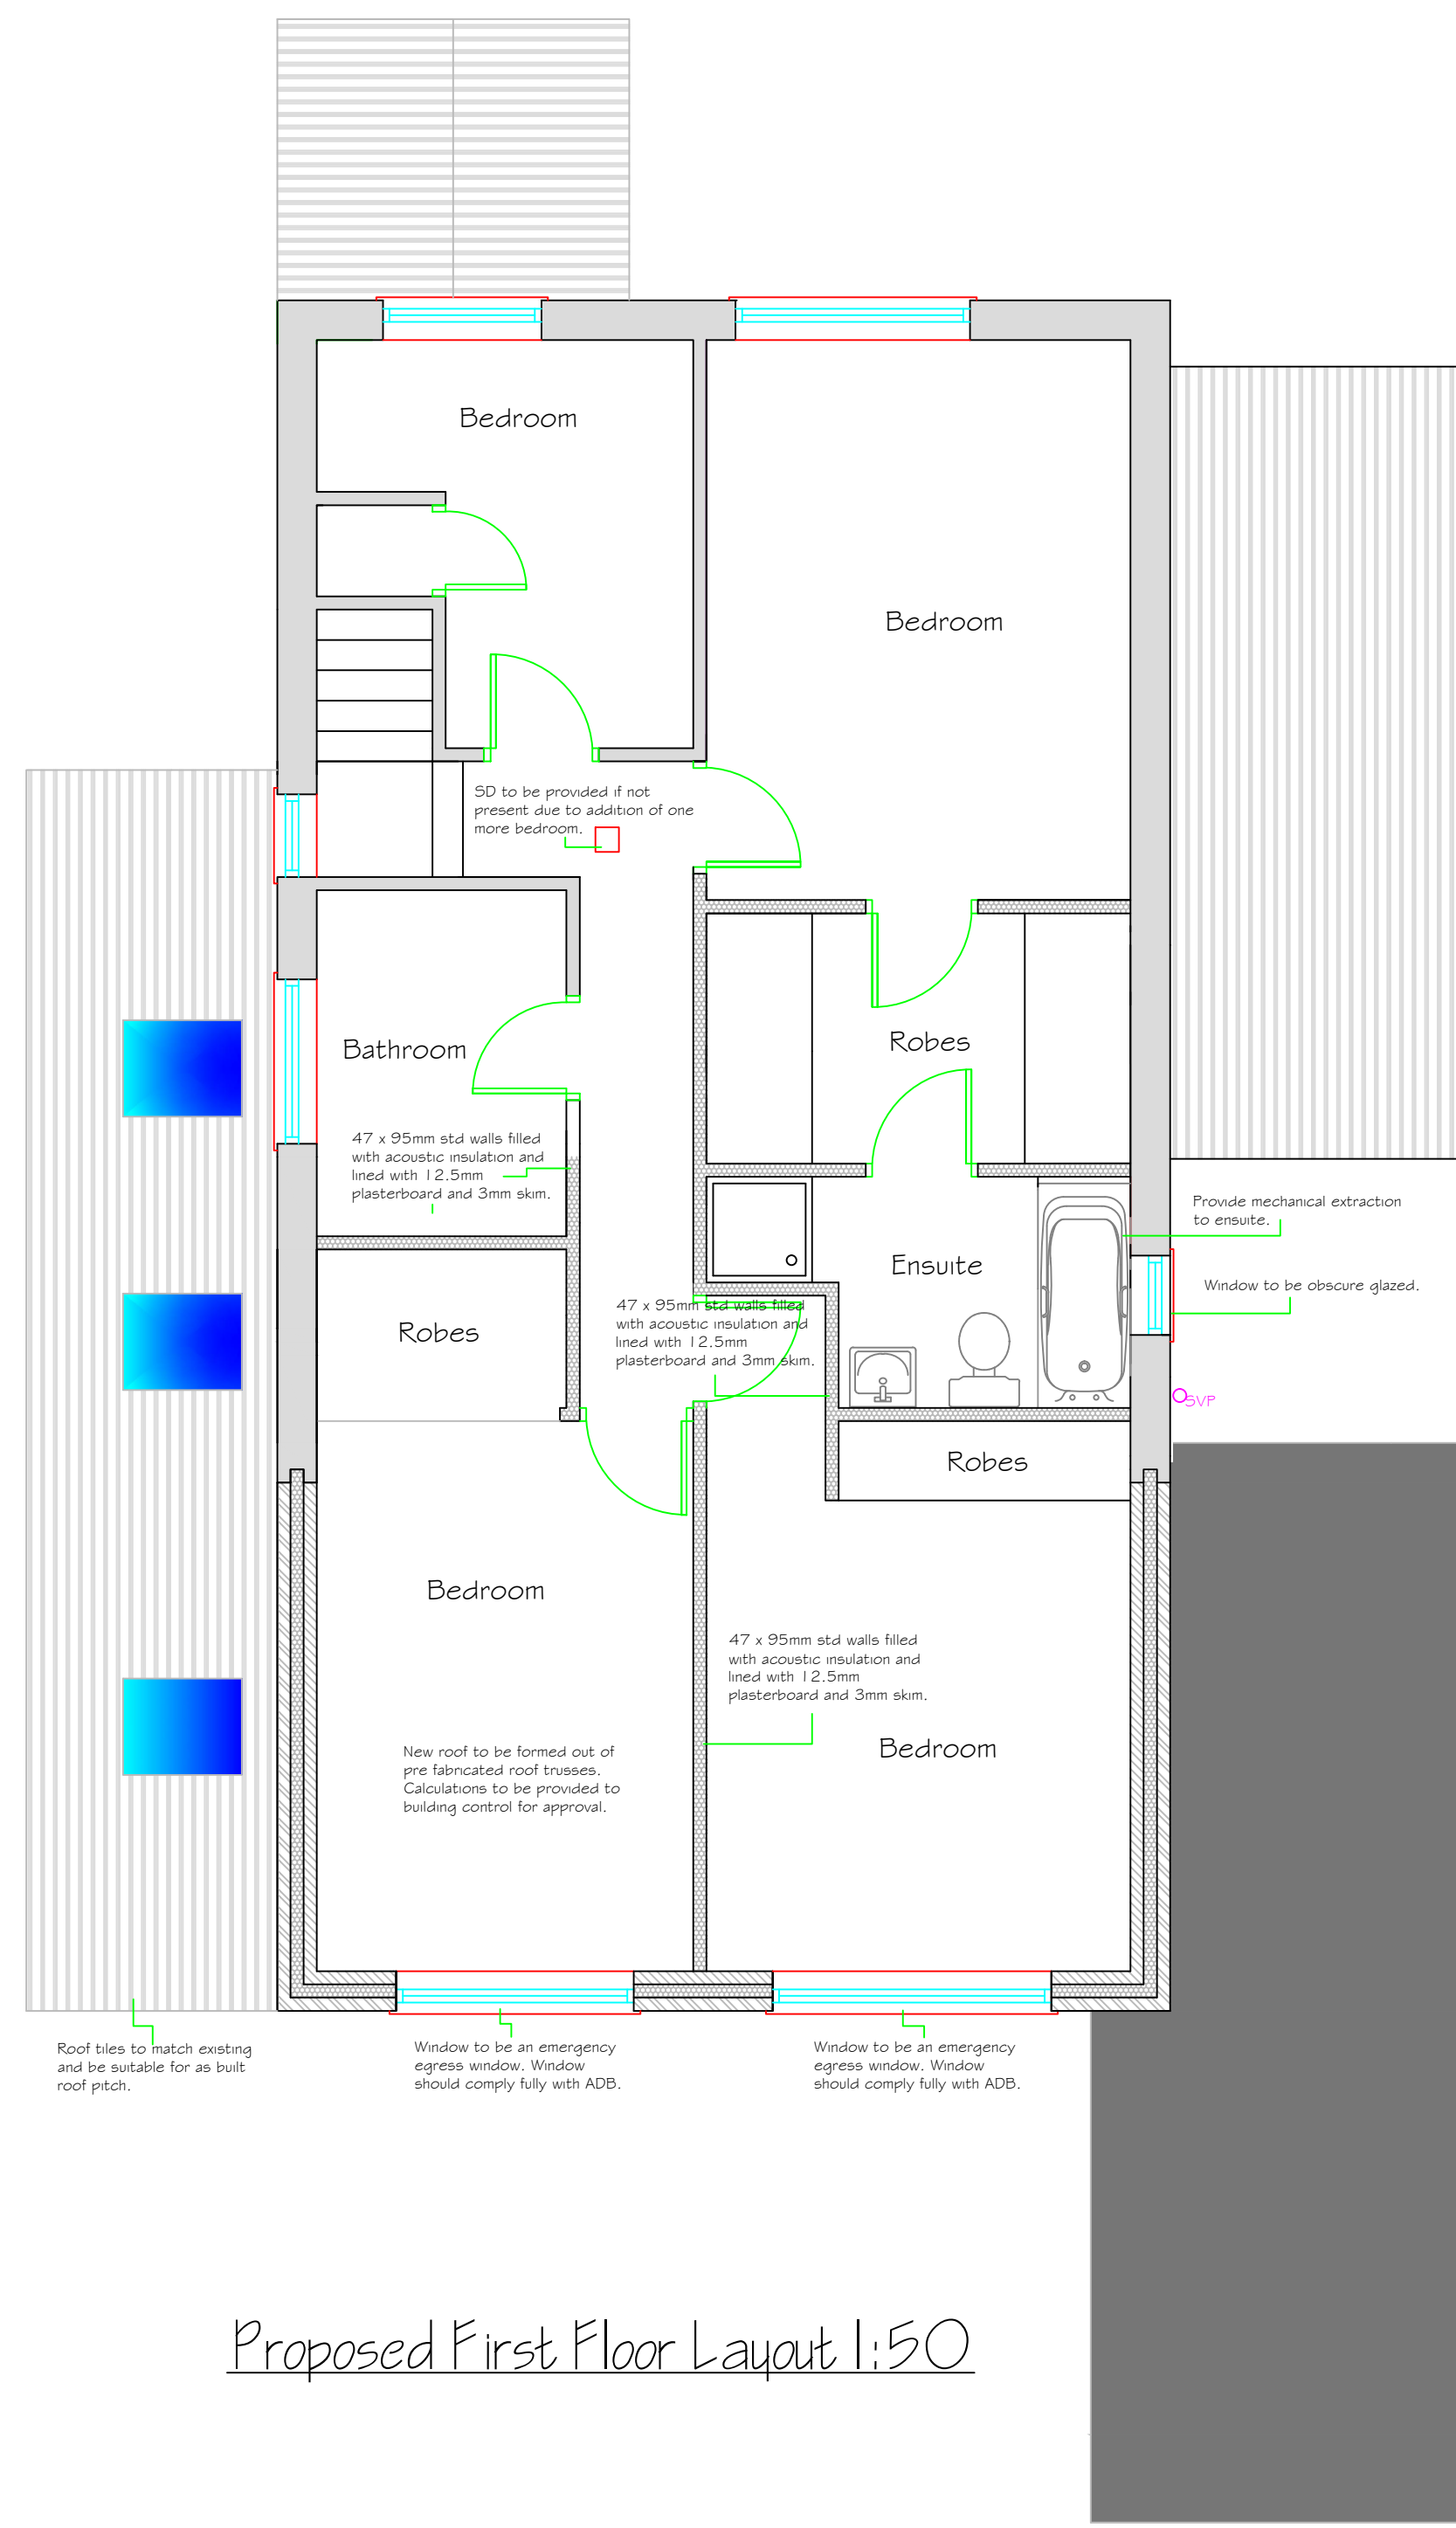 Bedroom
Bedroom
SD to be provided if not
present due to addition of one
more bedroom.
Robes
Bathroom
47 x 95mm std walls filled
with acoustic insulation and
lined with 12.5mm
plasterboard and 3mm skim.
Provide mechanical extraction
to ensuite.
Ensuite
Window to be obscure glazed.
Robes
47 x 95mm std walls filled
with acoustic insulation and
lined with 12.5mm
plasterboard and 3mm skim.
SVP
Robes
Bedroom
47 x 95mm std walls filled
with acoustic insulation and
lined with 12.5mm
plasterboard and 3mm skim.
Bedroom
New roof to be formed out of
pre fabricated roof trusses.
Calculations to be provided to
building control for approval.
Roof tiles to match existing
and be suitable for as built
roof pitch.
Window to be an emergency
egress window. Window
should comply fully with ADB.
Window to be an emergency
egress window. Window
should comply fully with ADB.
Proposed First Floor Layout 1:50